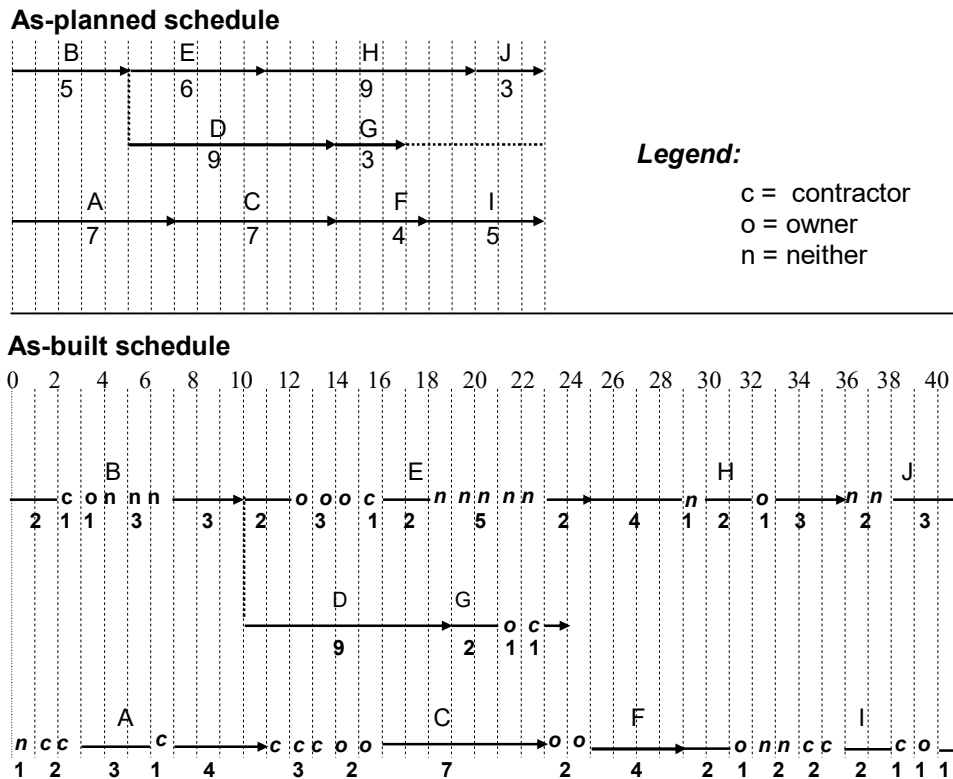 As-planned schedule
B E H J
5 6 9 3
D G
9 3
A C F I
7 7 4 5
Legend:
c = contractor
o = owner
n = neither
As-built schedule
0 2 4 6 8 10 12 14 16 18 20 22 24 26 28 30 32 34 36 38 40
B E H J
c o n n n o o o c n n n n n n o n n
2 1 1 3 3 2 3 1 2 5 2 4 1 2 1 3 2 3
D G
o c
9 2 1 1
A C F I
n c c c c c c o o o o o n n c c c o
1 2 3 1 4 3 2 7 2 4 2 1 2 2 2 1 1 1